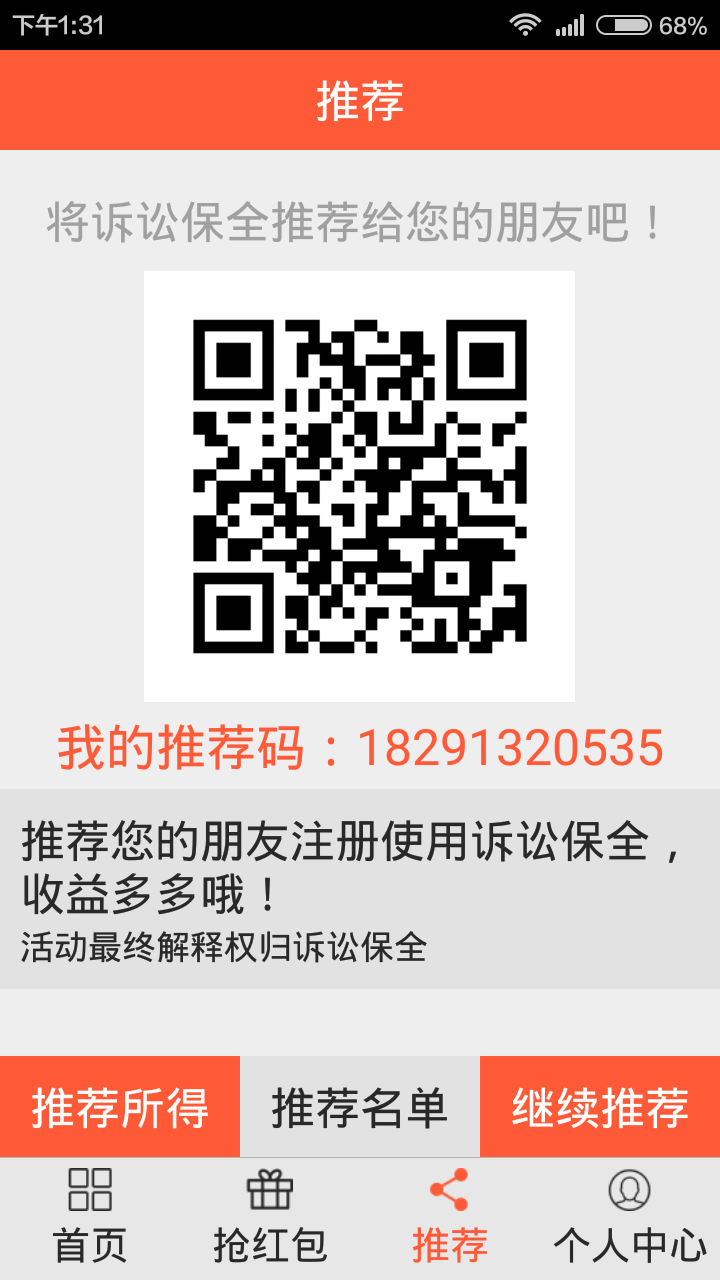 下午1:31
68%
推荐
将诉讼保全推荐给您的朋友吧！
我的推荐码：18291320535
推荐您的朋友注册使用诉讼保全，
收益多多哦！
活动最终解释权归诉讼保全
推荐所得
推荐名单
继续推荐
首页
抢红包
推荐
个人中心